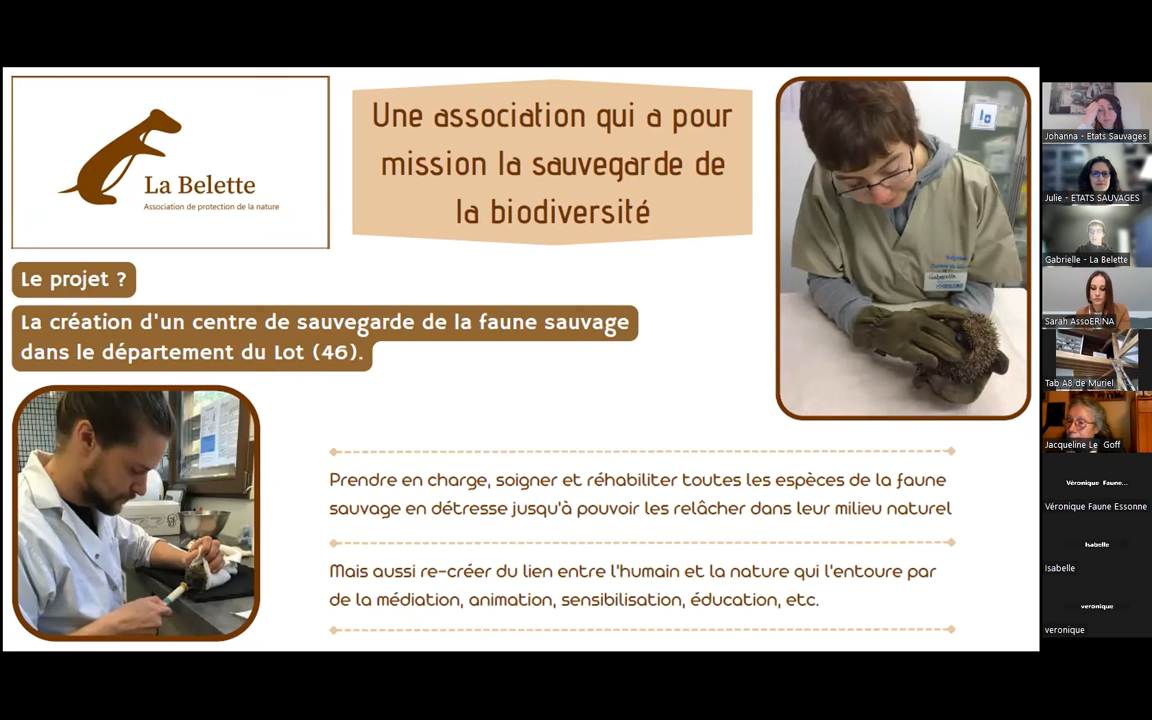 La Belette
Association de protection de la nature
Une association qui a pour
mission la sauvegarde de
la biodiversité
Le projet ?
La création d'un centre de sauvegarde de la faune sauvage
dans le département du Lot (46).
Prendre en charge, soigner et réhabiliter toutes les espèces de la faune
sauvage en détresse jusqu'à pouvoir les relâcher dans leur milieu naturel
Mais aussi re-créer du lien entre l'humain et la nature qui l'entoure par
de la médiation, animation, sensibilisation, éducation, etc.
Johanna - Etats Sauvages
Julie - ETATS SAUVAGES
Gabrielle - La Belette
Sarah AssoERINA
Tab A8 de Muriel
Jacqueline Le Goff
Véronique Faune...
Véronique Faune Essonne
Isabelle
Isabelle
veronique
veronique